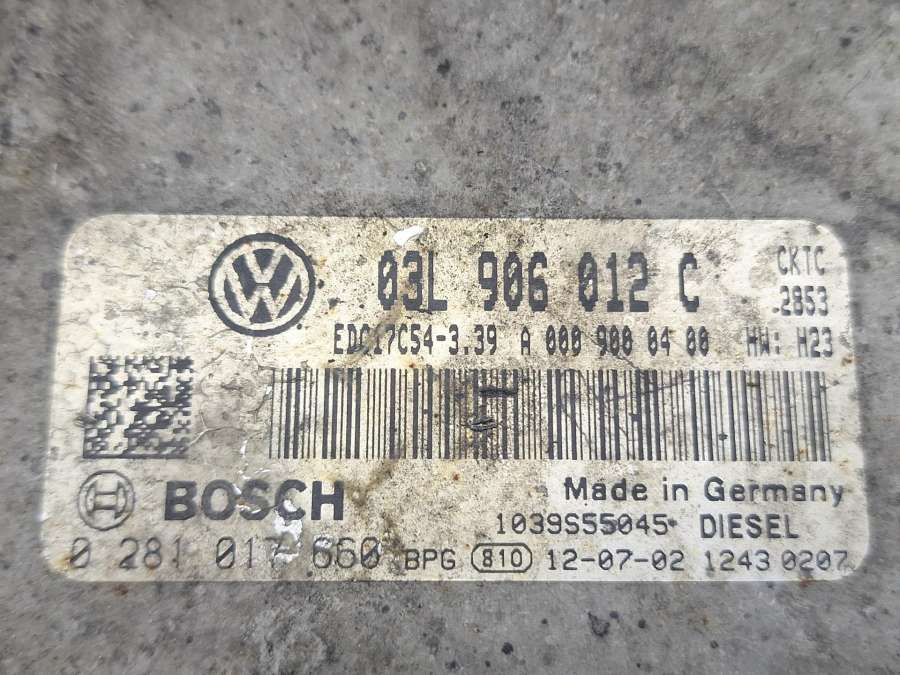 03L 906 012 C
CKTC
2853
EDC17C54-3.39 A 000 900 04 00 HW: H23
BOSCH
Made in Germany
1039S55045* DIESEL
0 281 017 660 BPG 810 12-07-02 1243 0207